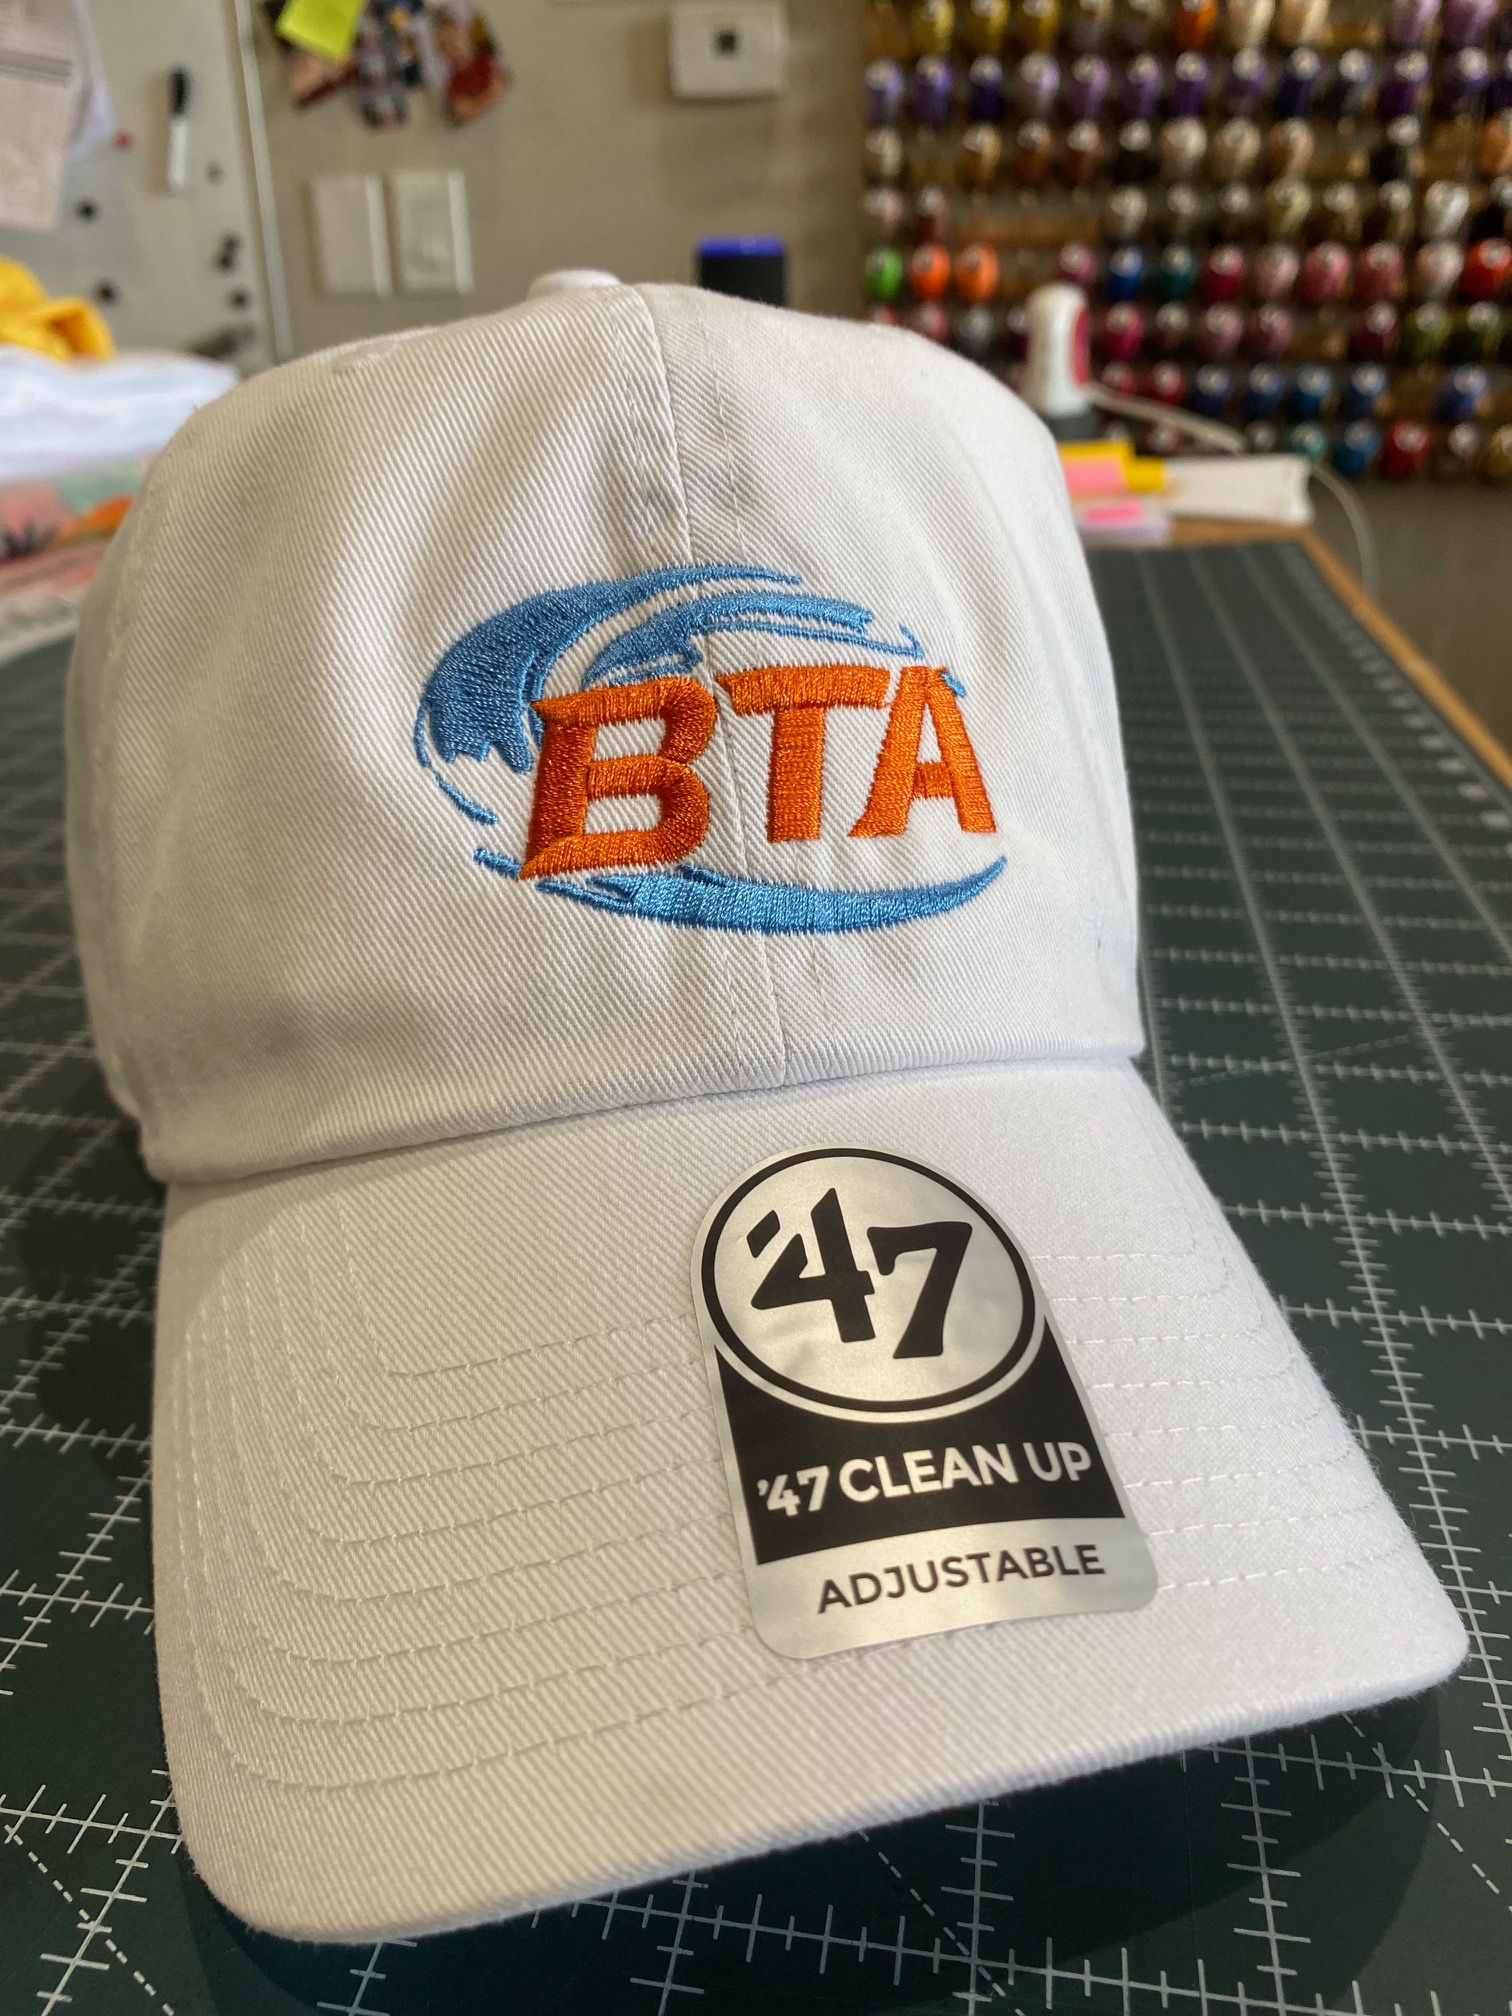 BTA
'47
'47 CLEAN UP
ADJUSTABLE